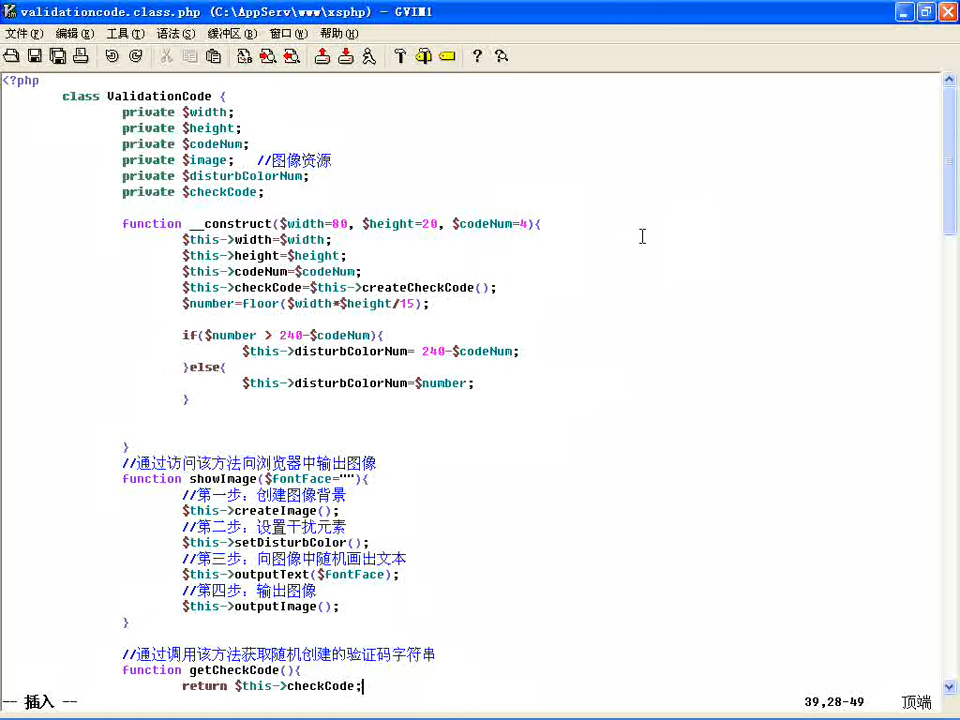 validationcode.class.php (C:\AppServ\www\xsphp) - GVIM1
文件(F) 编辑(E) 工具(T) 语法(S) 缓冲区(B) 窗口(W) 帮助(H)
<?php
class ValidationCode {
private $width;
private $height;
private $codeNum;
private $image; //图像资源
private $disturbColorNum;
private $checkCode;
function __construct($width=80, $height=20, $codeNum=4){
$this->width=$width;
$this->height=$height;
$this->codeNum=$codeNum;
$this->checkCode=$this->createCheckCode();
$number=floor($width*$height/15);
if($number > 240-$codeNum){
$this->disturbColorNum= 240-$codeNum;
}else{
$this->disturbColorNum=$number;
}
}
//通过访问该方法向浏览器中输出图像
function showImage($fontFace=""){
//第一步：创建图像背景
$this->createImage();
//第二步：设置干扰元素
$this->setDisturbColor();
//第三步：向图像中随机画出文本
$this->outputText($fontFace);
//第四步：输出图像
$this->outputImage();
}
//通过调用该方法获取随机创建的验证码字符串
function getCheckCode(){
return $this->checkCode;
-- 插入 -- 39,28-49 顶端